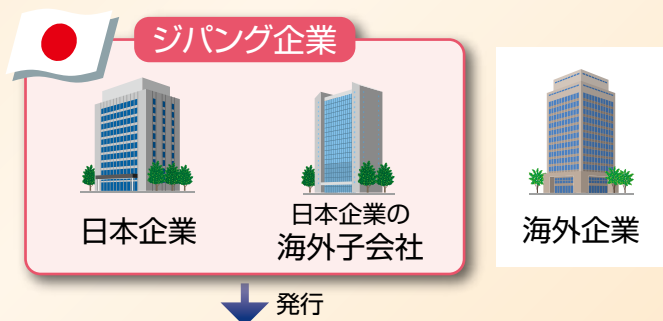 ジパング企業
日本企業
日本企業の
海外子会社
海外企業
発行